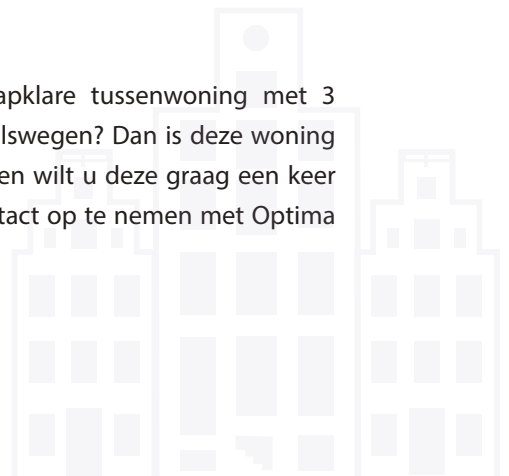 apklare tussenwoning met 3
lswegen? Dan is deze woning
en wilt u deze graag een keer
tact op te nemen met Optima